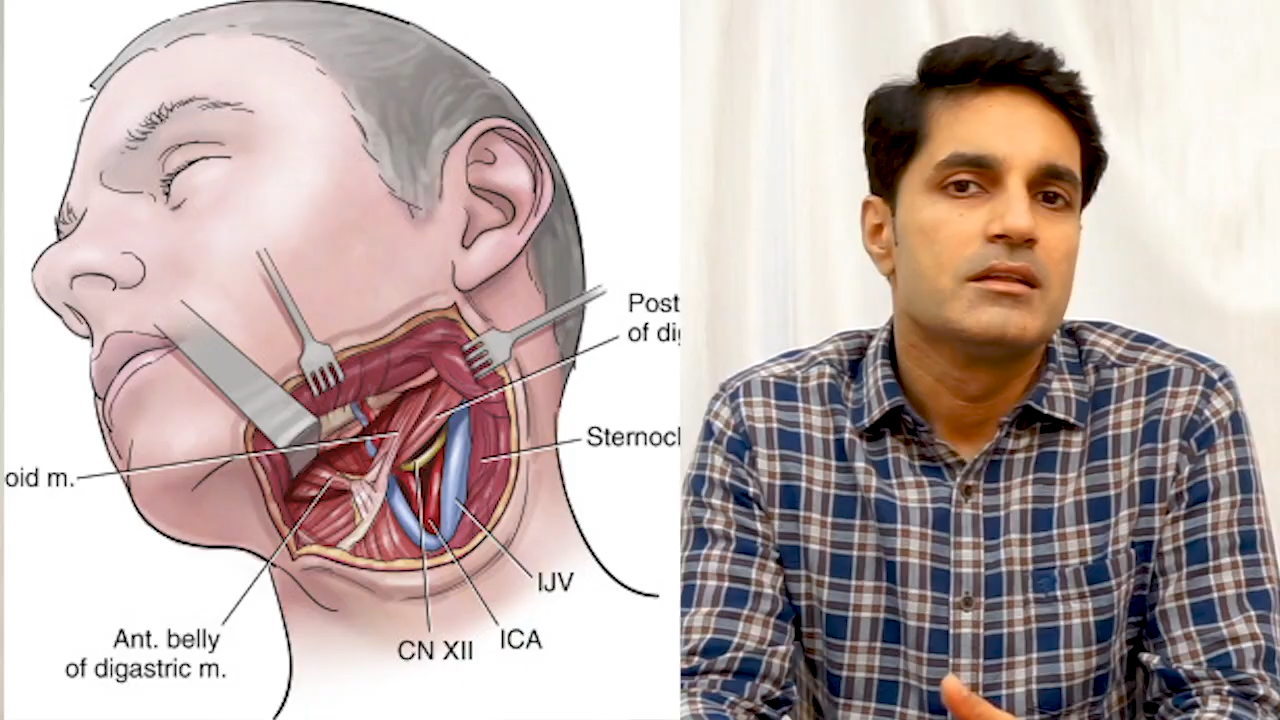 Post
of di
Sternocl
oid m.
IJV
Ant. belly
of digastric m.
CN XII
ICA